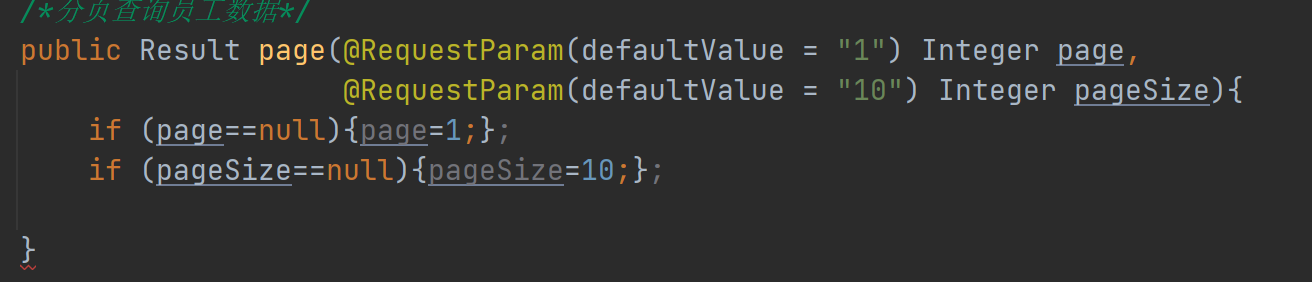 /*分页查询员工数据*/
public Result page(@RequestParam(defaultValue = "1") Integer page,
@RequestParam(defaultValue = "10") Integer pageSize){
if (page==null){page=1;};
if (pageSize==null){pageSize=10;};
}